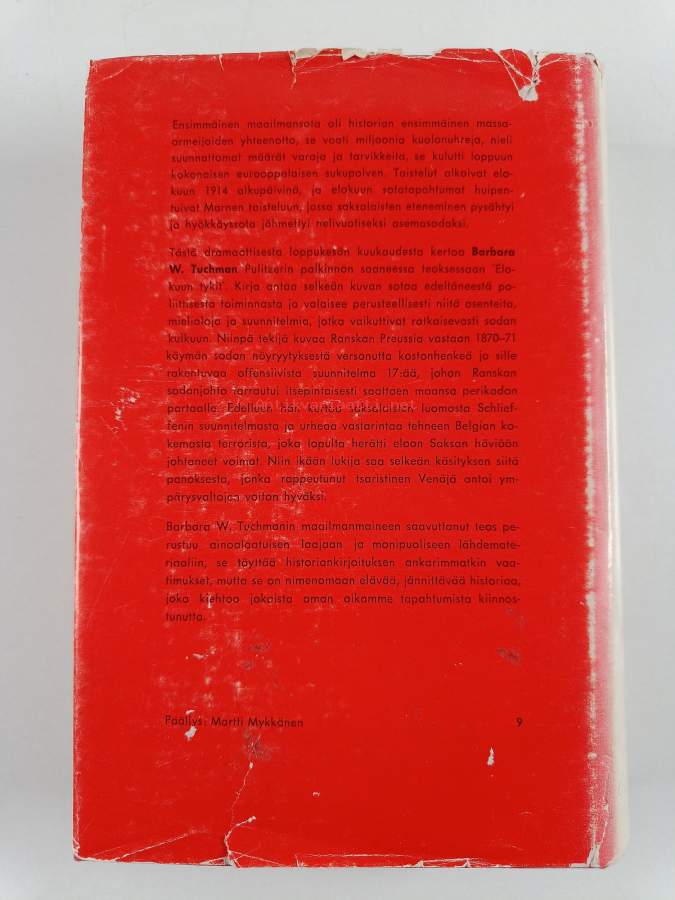 Ensimmäinen maailmansota oli historian ensimmäinen massa-
armeijoiden yhteenotto, se vaati miljoonia kuolonuhreja, nieli
suunnattomat määrät varoja ja tarvikkeita, se kulutti loppuun
kokonaisen eurooppalaisen sukupolven. Taistelut alkoivat elo-
kuun 1914 alkupäivinä, ja elokuun sotatapahtumat huipen-
tuivat Marnen taisteluun, jossa saksalaisten eteneminen pysähtyi
ja hyökkäyssota jähmettyi nelivuotiseksi asemasodaksi.
Tästä dramaattisesta loppukesän kuukaudesta kertoo Barbara
W. Tuchman Pulitzerin palkinnon saaneessa teoksessaan 'Elo-
kuun tykit'. Kirja antaa selkeän kuvan sotaa edeltäneestä po-
liittisesta toiminnasta ja valaisee perusteellisesti niitä asenteita,
mielialoja ja suunnitelmia, jotka vaikuttivat ratkaisevasti sodan
kulkuun. Niinpä tekijä kuvaa Ranskan Preussia vastaan 1870–71
käymän sodan nöyryytyksestä versonutta kostonhenkeä ja sille
rakentuvaa offensiivista suunnitelma 17:ää, johon Ranskan
sodanjohto tarrautui itsepintaisesti saattaen maansa perikadon
partaalle. Edelleen hän kertoo saksalaisten luomasta Schlief-
fenin suunnitelmasta ja urheaa vastarintaa tehneen Belgian ko-
kemasta terrorista, joka lopulta herätti eloon Saksan häviöön
johtaneet voimat. Niin ikään lukija saa selkeän käsityksen siitä
panoksesta, jonka rappeutunut tsaristinen Venäjä antoi ym-
pärysvaltojen voiton hyväksi.
Barbara W. Tuchmanin maailmanmaineen saavuttanut teos pe-
rustuu ainoalaatuisen laajaan ja monipuoliseen lähdemate-
riaaliin, se täyttää historiankirjoituksen ankarimmatkin vaa-
timukset, mutta se on nimenomaan elävää, jännittävää historiaa,
joka kiehtoo jokaista oman aikamme tapahtumista kiinnos-
tunutta.
Päällys: Martti Mykkänen 9